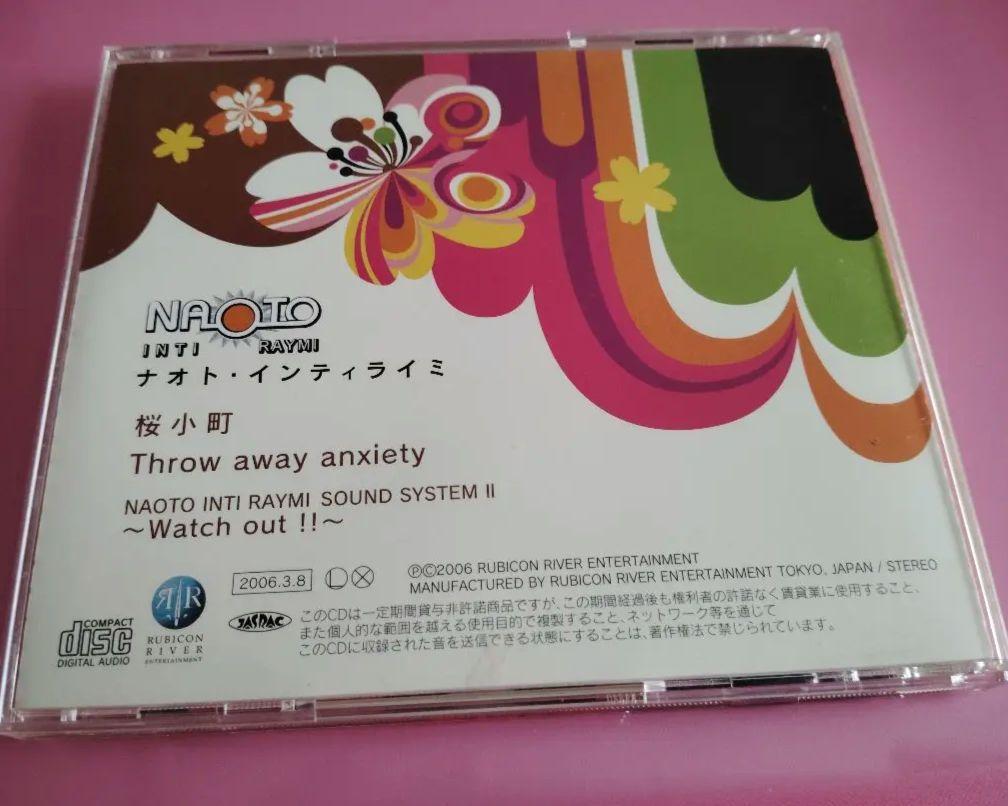 NAOTO
INTI RAYMI
ナオト・インティライミ
桜小町
Throw away anxiety
NAOTO INTI RAYMI SOUND SYSTEM II
～Watch out !!～
COMPACT
disc
DIGITAL AUDIO
RR
RUBICON
RIVER
ENTERTAINMENT
2006.3.8 Ⓛ ⓧ
JASRAC
Ⓟ©2006 RUBICON RIVER ENTERTAINMENT
MANUFACTURED BY RUBICON RIVER ENTERTAINMENT TOKYO, JAPAN / STEREO
このCDは一定期間貸与非許諾商品ですが、この期間経過後も権利者の許諾なく賃貸業に使用すること、
また個人的な範囲を越える使用目的で複製すること、ネットワーク等を通じて
このCDに収録された音を送信できる状態にすることは、著作権法で禁じられています。